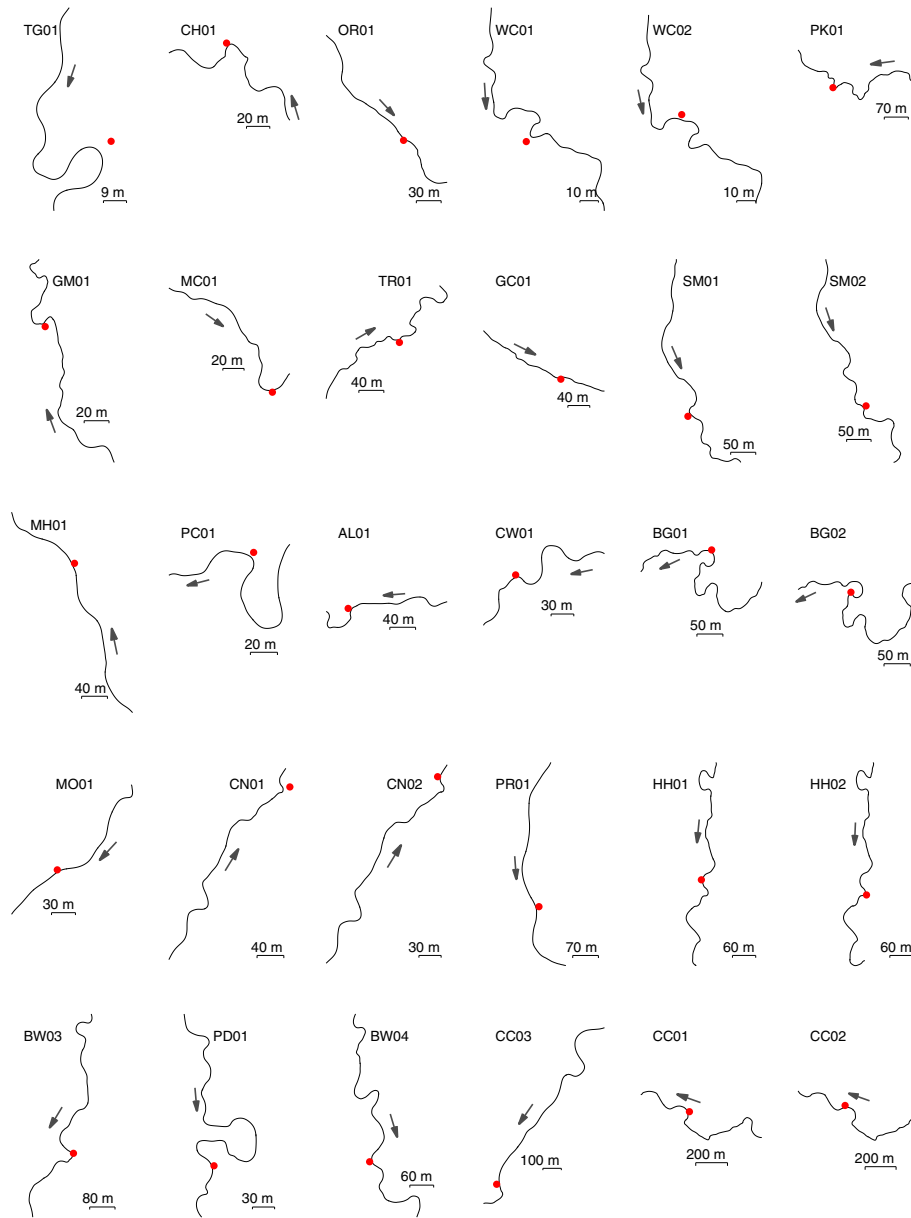 TG01
CH01
OR01
WC01
WC02
PK01
9 m
20 m
30 m
10 m
10 m
70 m
GM01
MC01
TR01
GC01
SM01
SM02
20 m
20 m
40 m
40 m
50 m
50 m
MH01
PC01
AL01
CW01
BG01
BG02
40 m
20 m
40 m
30 m
50 m
50 m
MO01
CN01
CN02
PR01
HH01
HH02
30 m
40 m
30 m
70 m
60 m
60 m
BW03
PD01
BW04
CC03
CC01
CC02
80 m
30 m
60 m
100 m
200 m
200 m